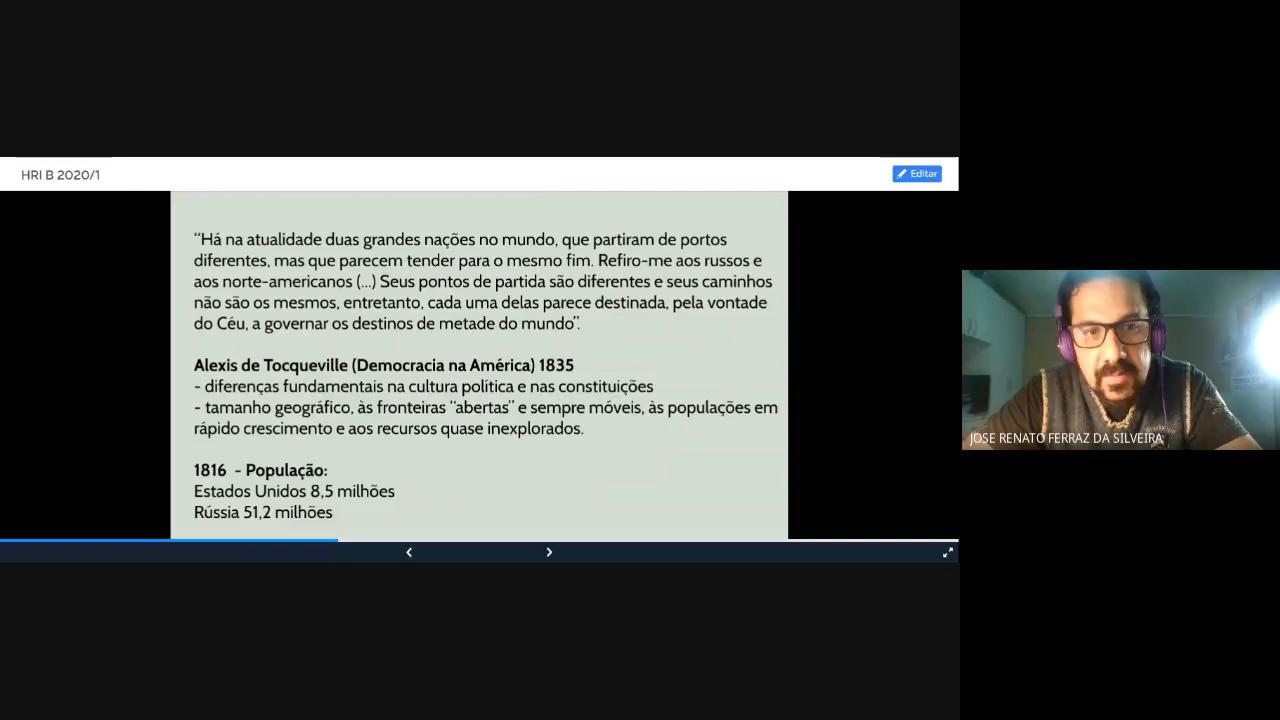 HRI B 2020/1
Editar
“Há na atualidade duas grandes nações no mundo, que partiram de portos
diferentes, mas que parecem tender para o mesmo fim. Refiro-me aos russos e
aos norte-americanos (...) Seus pontos de partida são diferentes e seus caminhos
não são os mesmos, entretanto, cada uma delas parece destinada, pela vontade
do Céu, a governar os destinos de metade do mundo”.
Alexis de Tocqueville (Democracia na América) 1835
- diferenças fundamentais na cultura política e nas constituições
- tamanho geográfico, às fronteiras “abertas” e sempre móveis, às populações em
rápido crescimento e aos recursos quase inexplorados.
1816 - População:
Estados Unidos 8,5 milhões
Rússia 51,2 milhões
JOSE RENATO FERRAZ DA SILVEIRA